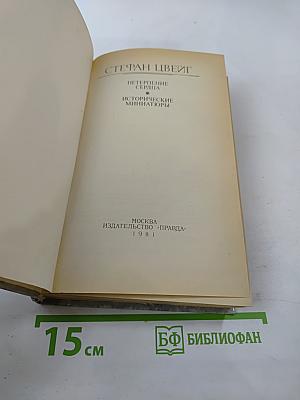 СТЕФАН ЦВЕЙГ
НЕТЕРПЕНИЕ
СЕРДЦА
ИСТОРИЧЕСКИЕ
МИНИАТЮРЫ
МОСКВА
ИЗДАТЕЛЬСТВО «ПРАВДА»
1981
15 см
БФ БИБЛИОФАН